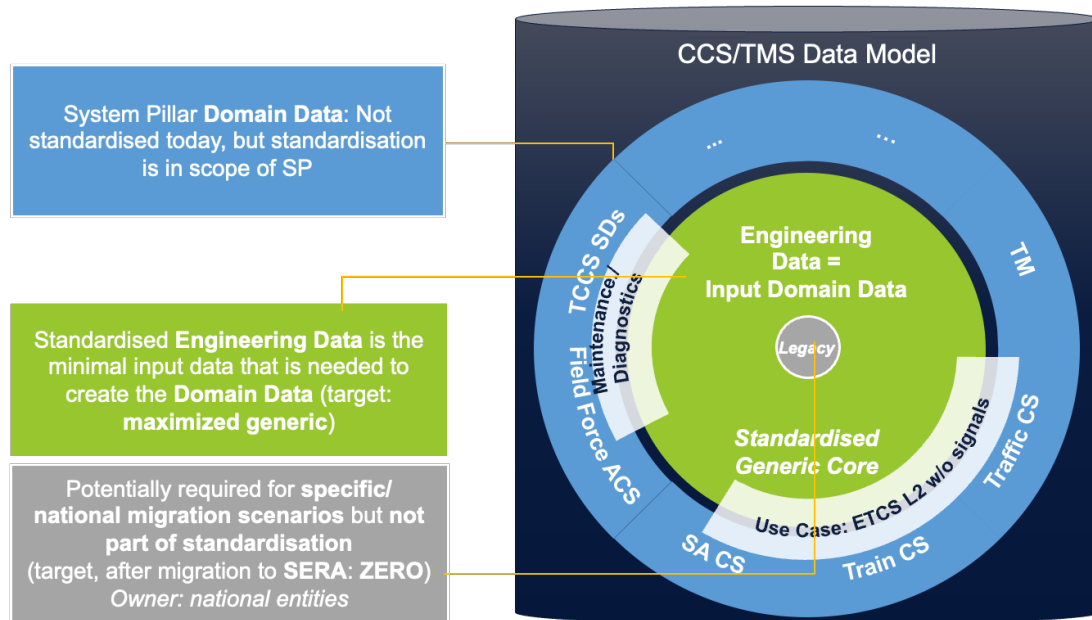 CCS/TMS Data Model
System Pillar Domain Data: Not
standardised today, but standardisation
is in scope of SP
...
...
TCCS SDs
TM
Maintenance/
Diagnostics
Engineering
Data =
Input Domain Data
Legacy
Standardised Engineering Data is the
minimal input data that is needed to
create the Domain Data (target:
maximized generic)
Field Force ACS
Standardised
Generic Core
Traffic CS
Use Case: ETCS L2 w/o signals
SA CS
Train CS
Potentially required for specific/
national migration scenarios but not
part of standardisation
(target, after migration to SERA: ZERO)
Owner: national entities